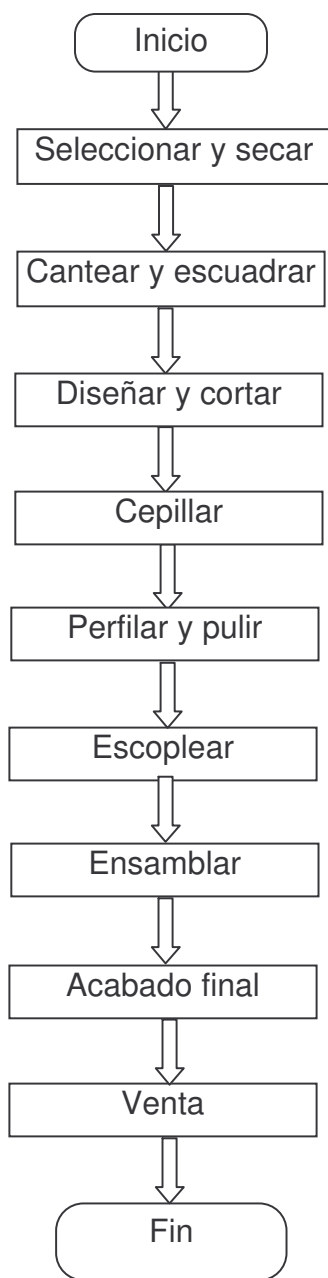 Inicio
Seleccionar y secar
Cantear y escuadrar
Diseñar y cortar
Cepillar
Perfilar y pulir
Escoplear
Ensamblar
Acabado final
Venta
Fin